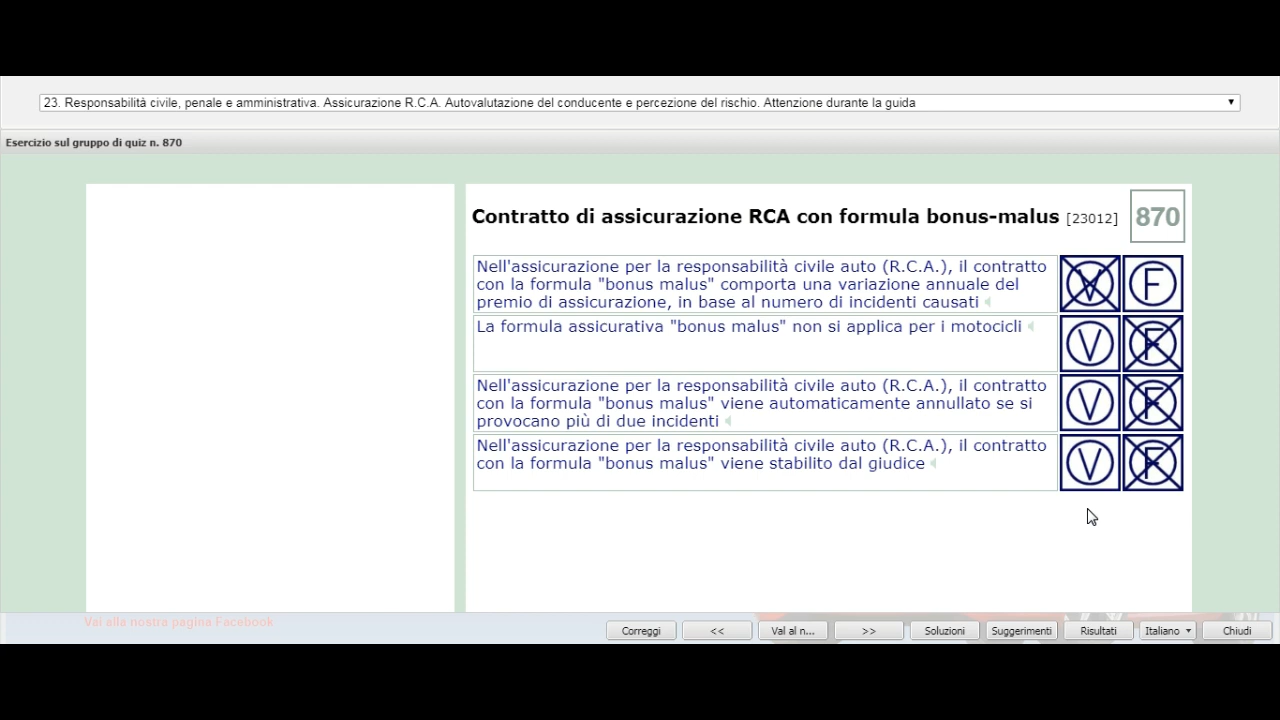 23. Responsabilità civile, penale e amministrativa. Assicurazione R.C.A. Autovalutazione del conducente e percezione del rischio. Attenzione durante la guida
Esercizio sul gruppo di quiz n. 870
Contratto di assicurazione RCA con formula bonus-malus [23012] 870
Nell'assicurazione per la responsabilità civile auto (R.C.A.), il contratto
con la formula "bonus malus" comporta una variazione annuale del
premio di assicurazione, in base al numero di incidenti causati
V F
La formula assicurativa "bonus malus" non si applica per i motocicli
V F
Nell'assicurazione per la responsabilità civile auto (R.C.A.), il contratto
con la formula "bonus malus" viene automaticamente annullato se si
provocano più di due incidenti
V F
Nell'assicurazione per la responsabilità civile auto (R.C.A.), il contratto
con la formula "bonus malus" viene stabilito dal giudice
V F
Vai alla nostra pagina Facebook
Correggi << Vai al n... >> Soluzioni Suggerimenti Risultati Italiano Chiudi